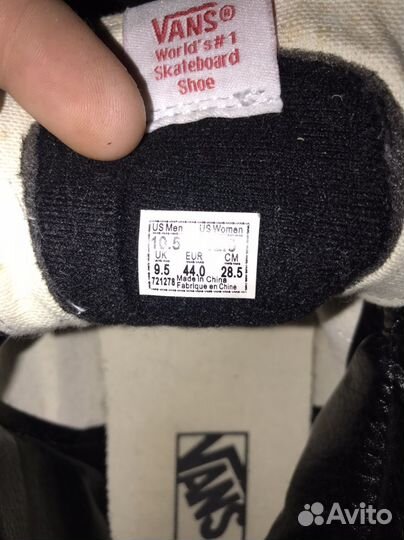 VANS®
World's #1
Skateboard
Shoe
US Men US Women
10.5
UK EUR CM
9.5 44.0 28.5
721278 Made In China
Fabrique en Chine
VANS
Avito